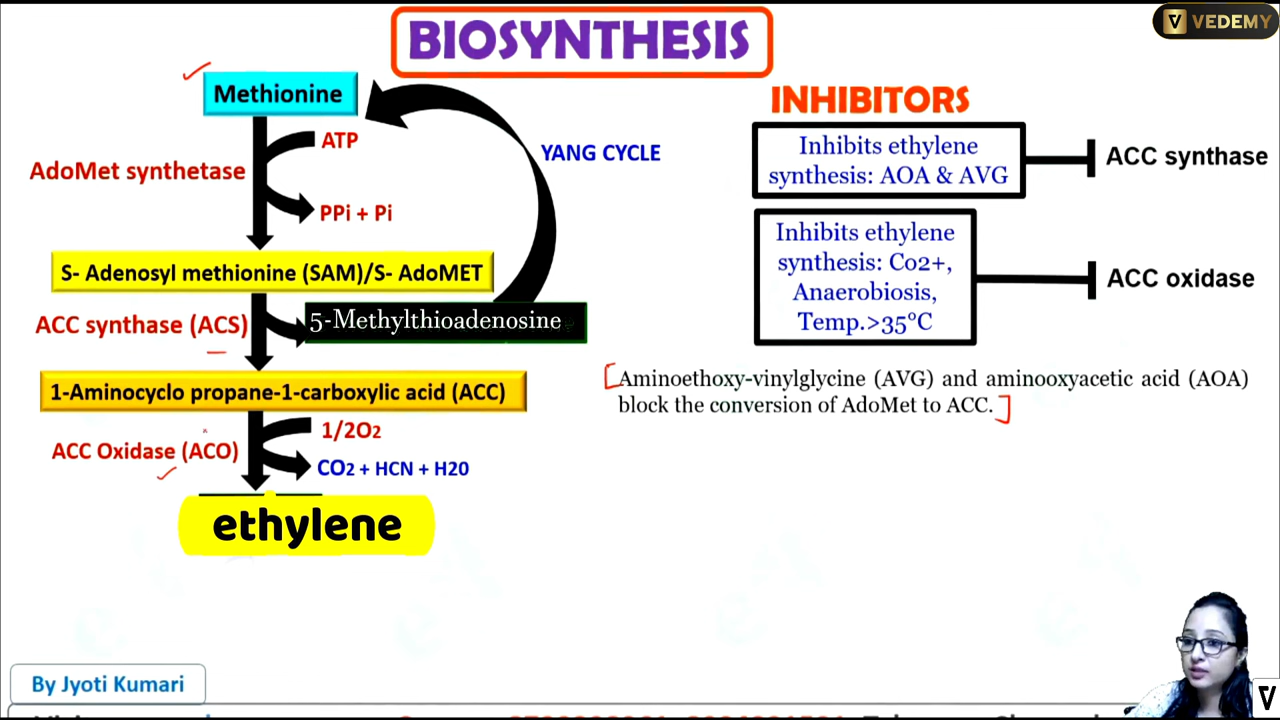 BIOSYNTHESIS
VEDEMY
Methionine
ATP
AdoMet synthetase
PPi + Pi
YANG CYCLE
S- Adenosyl methionine (SAM)/S- AdoMET
ACC synthase (ACS)
5-Methylthioadenosine
1-Aminocyclo propane-1-carboxylic acid (ACC)
1/2O2
ACC Oxidase (ACO)
CO2 + HCN + H20
ethylene
INHIBITORS
Inhibits ethylene
synthesis: AOA & AVG
ACC synthase
Inhibits ethylene
synthesis: Co2+,
Anaerobiosis,
Temp.>35°C
ACC oxidase
Aminoethoxy-vinylglycine (AVG) and aminooxyacetic acid (AOA)
block the conversion of AdoMet to ACC.
By Jyoti Kumari